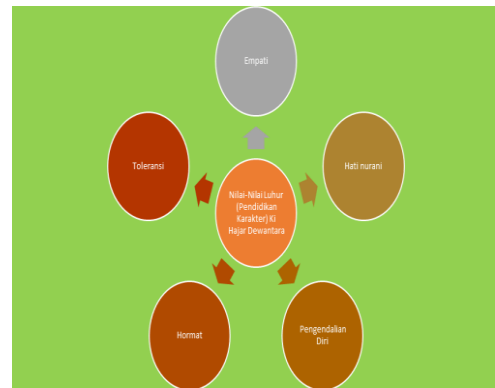 Empati
Toleransi
Hati nurani
Nilai-Nilai Luhur
(Pendidikan
Karakter) Ki
Hajar Dewantara
Hormat
Pengendalian
Diri